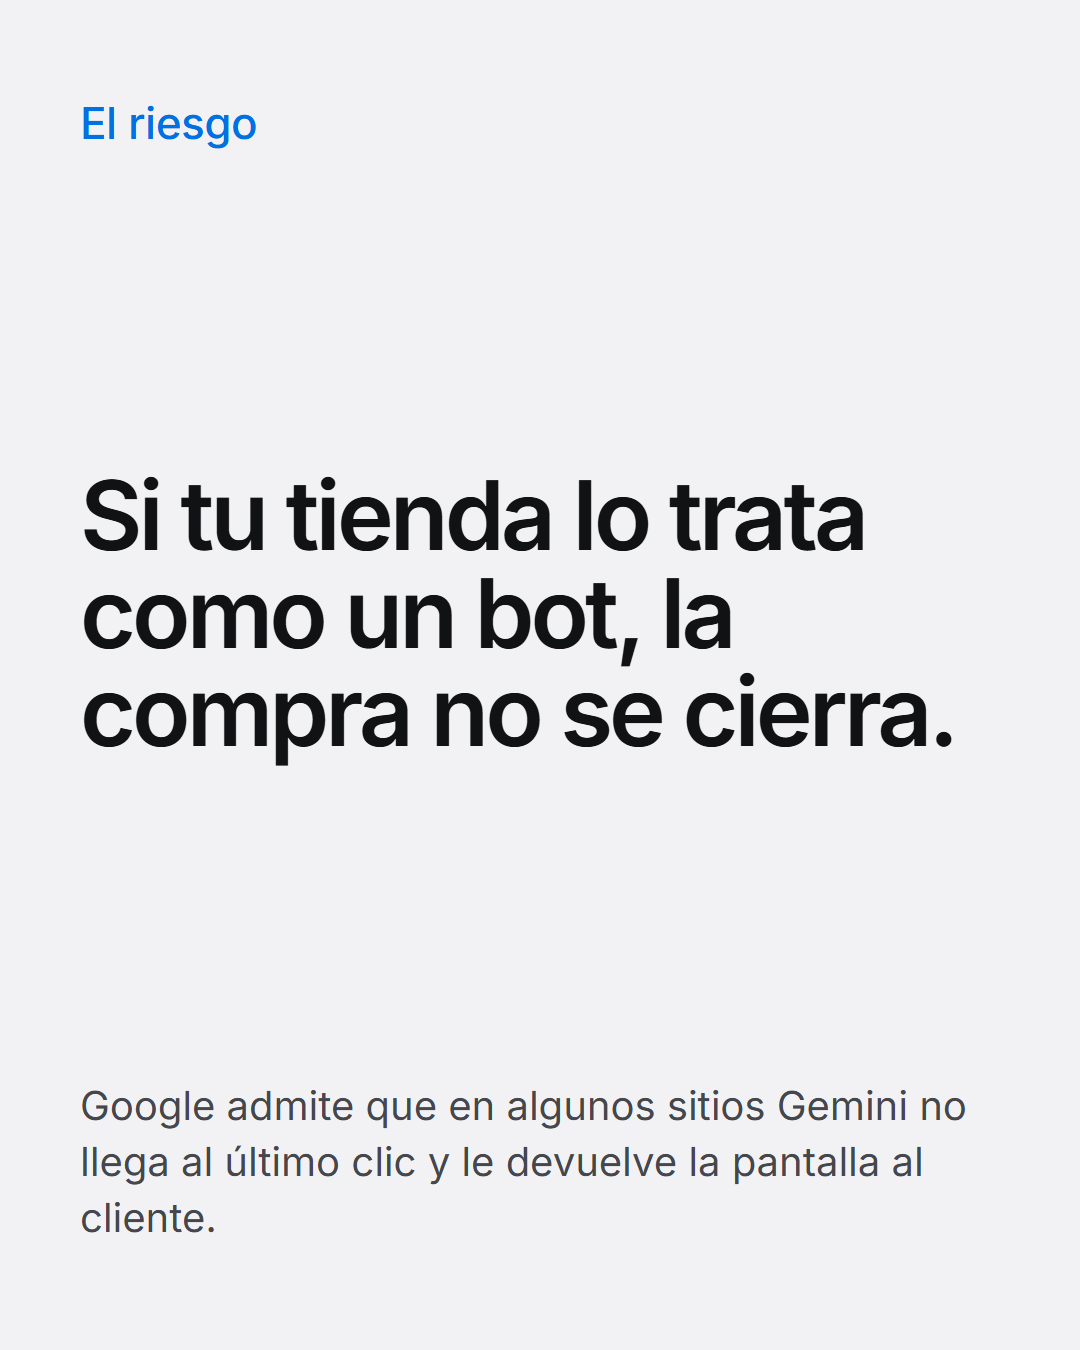 El riesgo
Si tu tienda lo trata
como un bot, la
compra no se cierra.
Google admite que en algunos sitios Gemini no
llega al último clic y le devuelve la pantalla al
cliente.